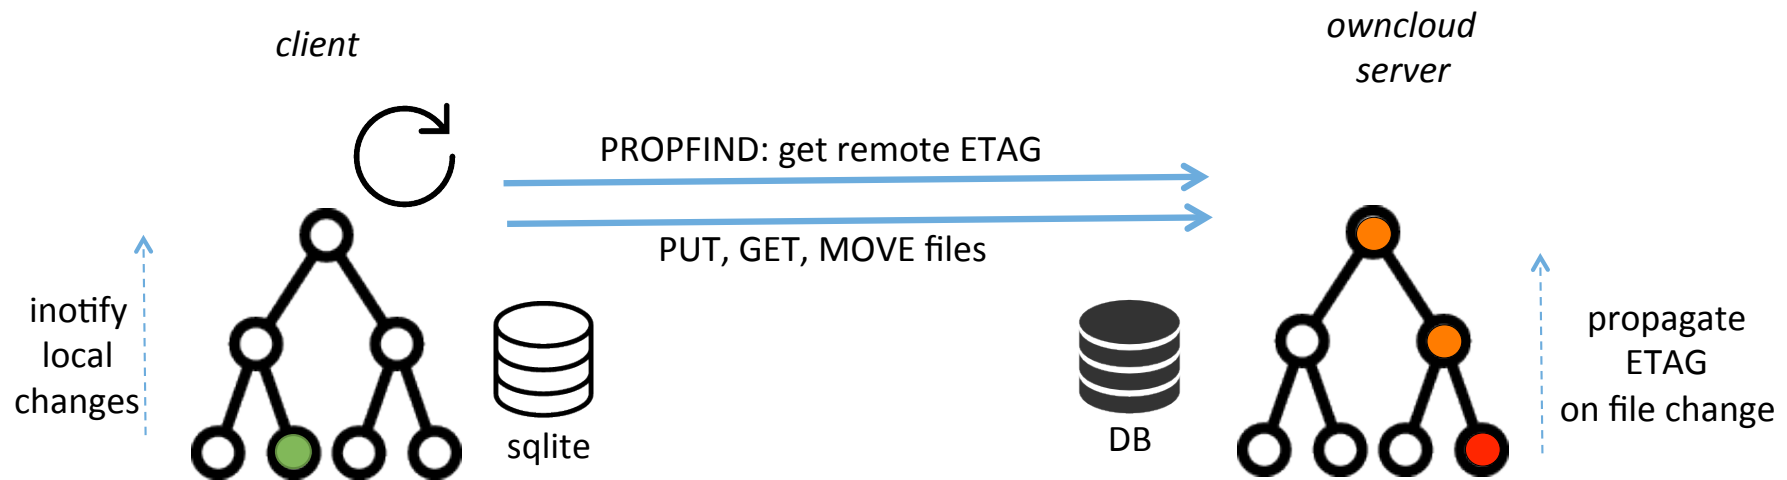 client
owncloud
server
PROPFIND: get remote ETAG
PUT, GET, MOVE files
inotify
local
changes
sqlite
DB
propagate
ETAG
on file change